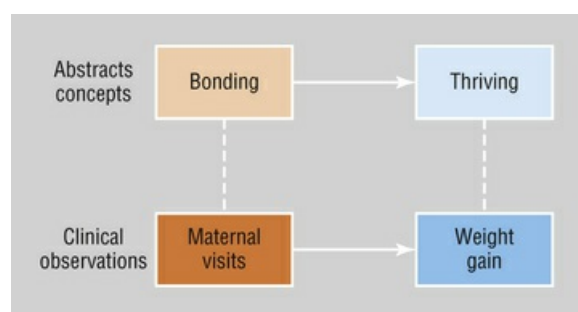 Abstracts
concepts
Bonding
Thriving
Clinical
observations
Maternal
visits
Weight
gain